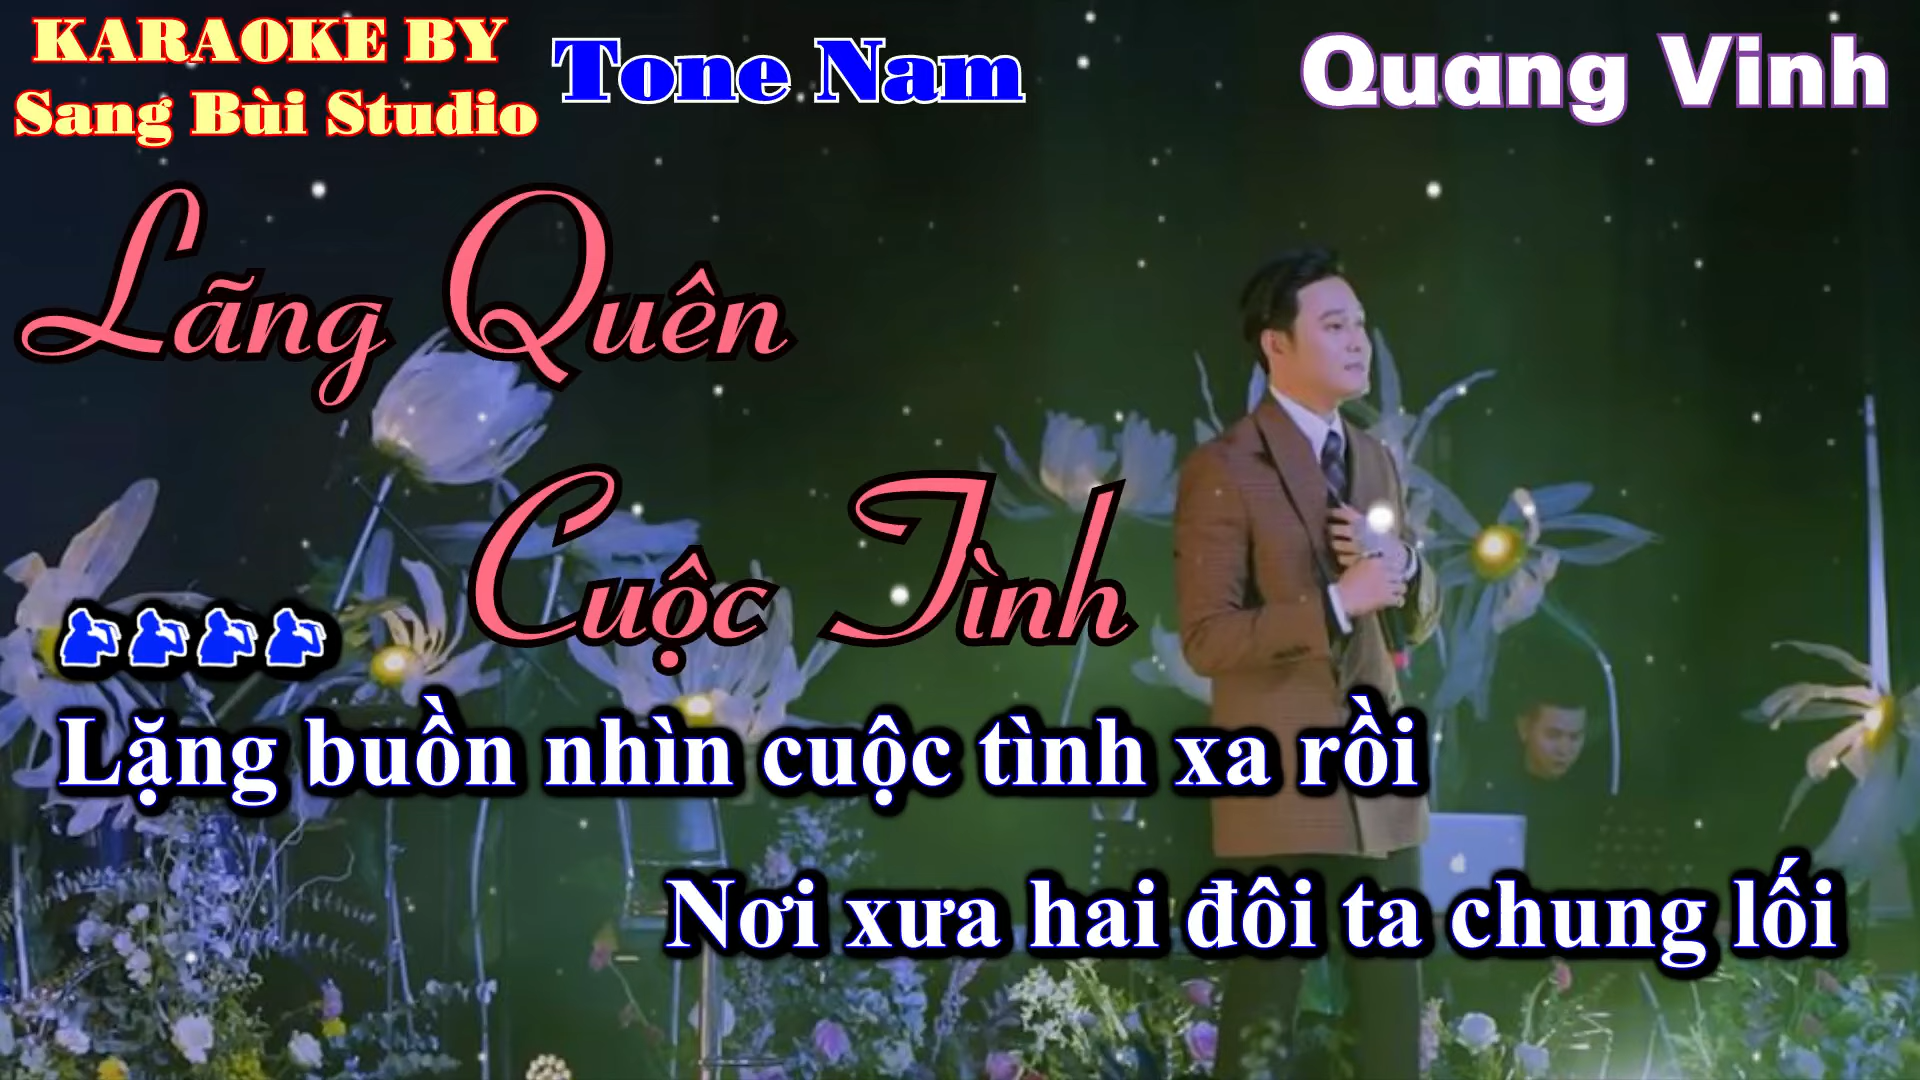 KARAOKE BY
Sang Bùi Studio
Tone Nam
Quang Vinh
Lãng Quên
Cuộc Tình
Lặng buồn nhìn cuộc tình xa rồi
Nơi xưa hai đôi ta chung lối